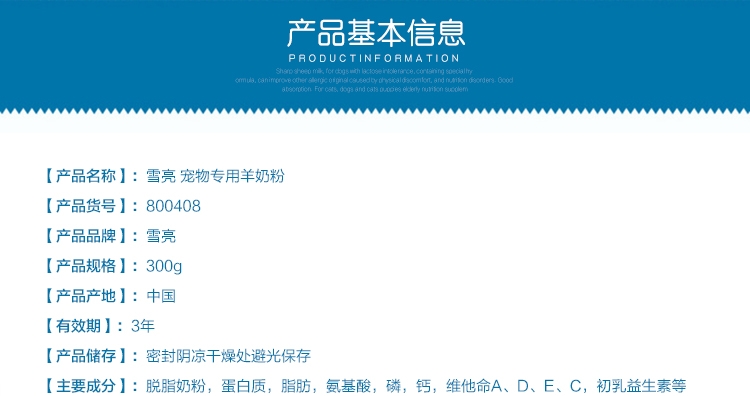 产品基本信息
PRODUCTINFORMATION
Sharp sheep milk, for dogs with lactose intolerance, containing speciality
ormula, can improve other allergic original caused by physical discomfort, and nutrition disorders. Good
absorption. For cats, dogs and cats puppies elderly nutrition supplem
【产品名称】：雪亮 宠物专用羊奶粉
【产品货号】：800408
【产品品牌】：雪亮
【产品规格】：300g
【产品产地】：中国
【有效期】：3年
【产品储存】：密封阴凉干燥处避光保存
【主要成分】：脱脂奶粉，蛋白质，脂肪，氨基酸，磷，钙，维他命A、D、E、C，初乳益生素等